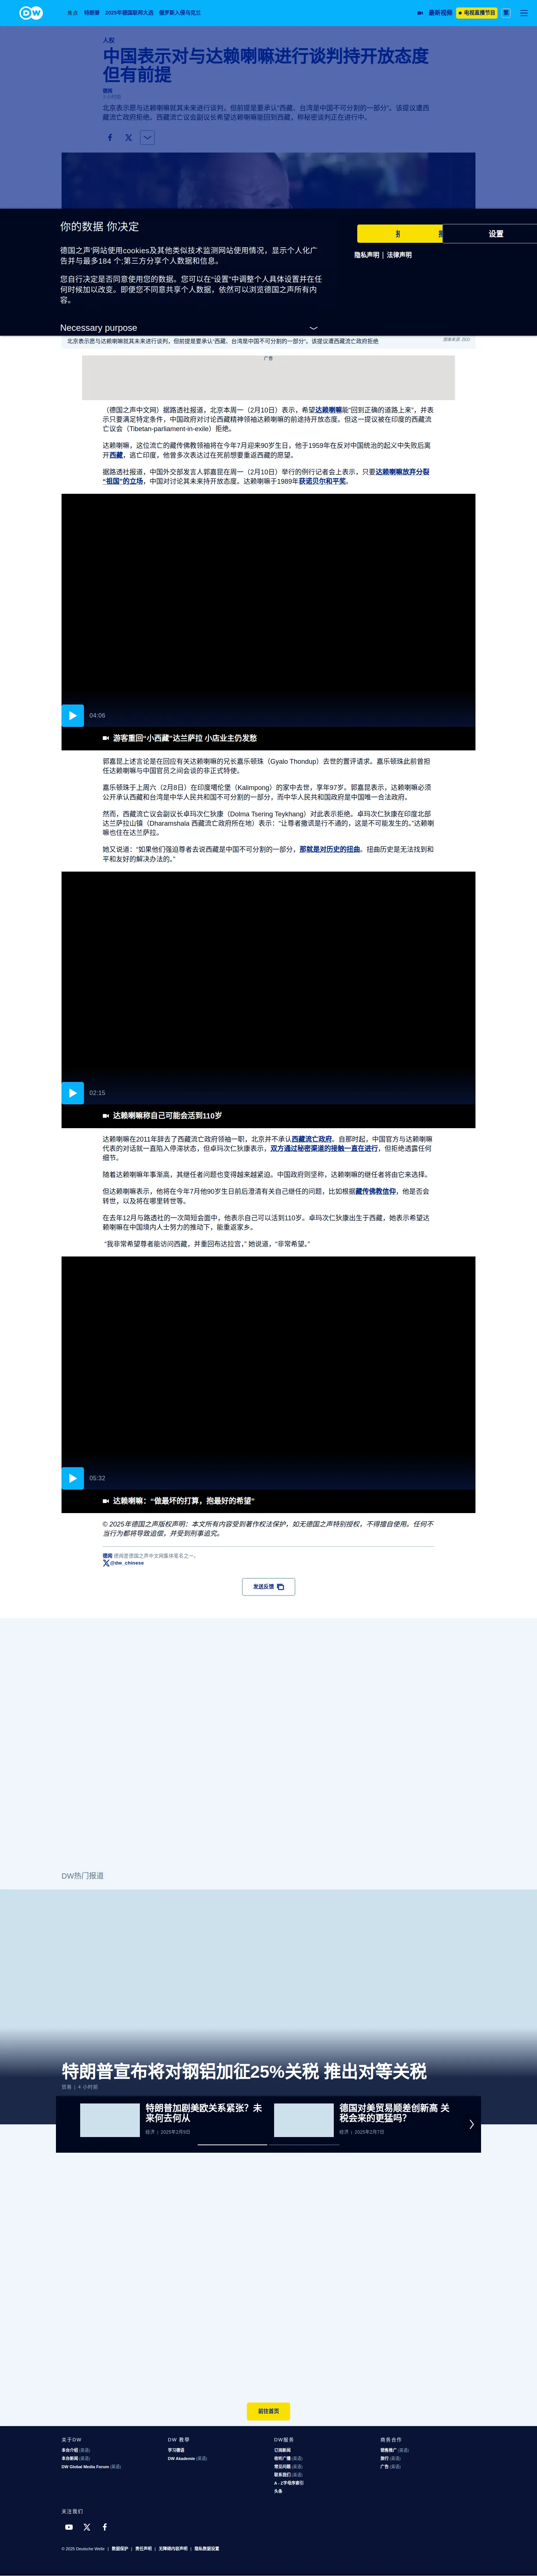 DW
焦点 特朗普 2025年德国联邦大选 俄罗斯入侵乌克兰
最新视频 电视直播节目 繁
人权
中国表示对与达赖喇嘛进行谈判持开放态度
但有前提
德闻
北京表示愿与达赖喇嘛就其未来进行谈判，但前提是要承认“西藏、台湾是中国不可分割的一部分”。该提议遭西
藏流亡政府拒绝。西藏流亡议会副议长希望达赖喇嘛能回到西藏，称秘密谈判正在进行中。
你的数据 你决定
德国之声'网站使用cookies及其他类似技术监测网站使用情况，显示个人化广
告并与最多184 个;第三方分享个人数据和信息。
您自行决定是否同意使用您的数据。您可以在“设置”中调整个人具体设置并在任
何时候加以改变。即便您不同意共享个人数据，依然可以浏览德国之声所有内
容。
设置
隐私声明 | 法律声明
Necessary purpose
北京表示愿与达赖喇嘛就其未来进行谈判，但前提是要承认“西藏、台湾是中国不可分割的一部分”。该提议遭西藏流亡政府拒绝
广告
（德国之声中文网）据路透社报道，北京本周一（2月10日）表示，希望达赖喇嘛能“回到正确的道路上来”，并表
示只要满足特定条件，中国政府对讨论西藏精神领袖达赖喇嘛的前途持开放态度。但这一提议被在印度的西藏流
亡议会（Tibetan-parliament-in-exile）拒绝。
达赖喇嘛，这位流亡的藏传佛教领袖将在今年7月迎来90岁生日，他于1959年在反对中国统治的起义中失败后离
开西藏，逃亡印度，他曾多次表达过在死前想要重返西藏的愿望。
据路透社报道，中国外交部发言人郭嘉昆在周一（2月10日）举行的例行记者会上表示，只要达赖喇嘛放弃分裂
“祖国”的立场，中国对讨论其未来持开放态度。达赖喇嘛于1989年获诺贝尔和平奖。
04:06
游客重回“小西藏”达兰萨拉 小店业主仍发愁
郭嘉昆上述言论是在回应有关达赖喇嘛的兄长嘉乐顿珠（Gyalo Thondup）去世的置评请求。嘉乐顿珠此前曾担
任达赖喇嘛与中国官员之间会谈的非正式特使。
嘉乐顿珠于上周六（2月8日）在印度噶伦堡（Kalimpong）的家中去世，享年97岁。郭嘉昆表示，达赖喇嘛必须
公开承认西藏和台湾是中华人民共和国不可分割的一部分，而中华人民共和国政府是中国唯一合法政府。
然而，西藏流亡议会副议长卓玛次仁狄康（Dolma Tsering Teykhang）对此表示拒绝。卓玛次仁狄康在印度北部
达兰萨拉山镇（Dharamshala 西藏流亡政府所在地）表示：“让尊者撒谎是行不通的，这是不可能发生的。”达赖喇
嘛也住在达兰萨拉。
她又说道：“如果他们强迫尊者去说西藏是中国不可分割的一部分，那就是对历史的扭曲。扭曲历史是无法找到和
平和友好的解决办法的。”
02:15
达赖喇嘛称自己可能会活到110岁
达赖喇嘛在2011年辞去了西藏流亡政府领袖一职，北京并不承认西藏流亡政府。自那时起，中国官方与达赖喇嘛
代表的对话就一直陷入停滞状态，但卓玛次仁狄康表示，双方通过秘密渠道的接触一直在进行，但拒绝透露任何
细节。
随着达赖喇嘛年事渐高，其继任者问题也变得越来越紧迫。中国政府则坚称，达赖喇嘛的继任者将由它来选择。
但达赖喇嘛表示，他将在今年7月他90岁生日前后澄清有关自己继任的问题，比如根据藏传佛教信仰，他是否会
转世，以及将在哪里转世等。
在去年12月与路透社的一次简短会面中，他表示自己可以活到110岁。卓玛次仁狄康出生于西藏，她表示希望达
赖喇嘛在中国境内人士努力的推动下，能重返家乡。
“我非常希望尊者能访问西藏，并重回布达拉宫，” 她说道，“非常希望。”
05:32
达赖喇嘛：“做最坏的打算，抱最好的希望”
© 2025年德国之声版权声明：本文所有内容受到著作权法保护，如无德国之声特别授权，不得擅自使用。任何不
当行为都将导致追偿，并受到刑事追究。
德闻 德闻是德国之声中文网集体笔名之一。
@dw_chinese
发送反馈
DW热门报道
特朗普宣布将对钢铝加征25%关税 推出对等关税
贸易 | 4 小时前
特朗普加剧美欧关系紧张？未
来何去何从
经济 | 2025年2月9日
德国对美贸易顺差创新高 关
税会来的更猛吗？
经济 | 2025年2月7日
前往首页
关于DW
本台介绍 (英语)
本台新闻 (英语)
DW Global Media Forum (英语)
DW 教学
学习德语
DW Akademie (英语)
DW服务
订阅新闻
收听广播 (英语)
常见问题 (英语)
联系我们 (英语)
A - Z字母序索引
头条
商务合作
销售推广 (英语)
旅行 (英语)
广告 (英语)
关注我们
© 2025 Deutsche Welle | 数据保护 | 责任声明 | 无障碍内容声明 | 隐私数据设置